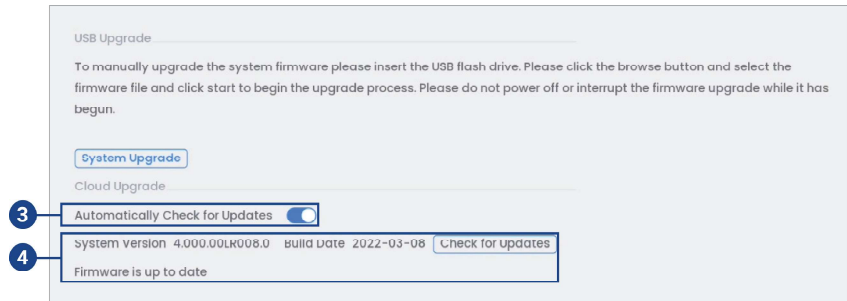 USB Upgrade
To manually upgrade the system firmware please insert the USB flash drive. Please click the browse button and select the
firmware file and click start to begin the upgrade process. Please do not power off or interrupt the firmware upgrade while it has
begun.
System Upgrade
Cloud Upgrade
3 Automatically Check for Updates
4 System Version 4.000.00LR008.0 Build Date 2022-03-08 Check for Updates
Firmware is up to date